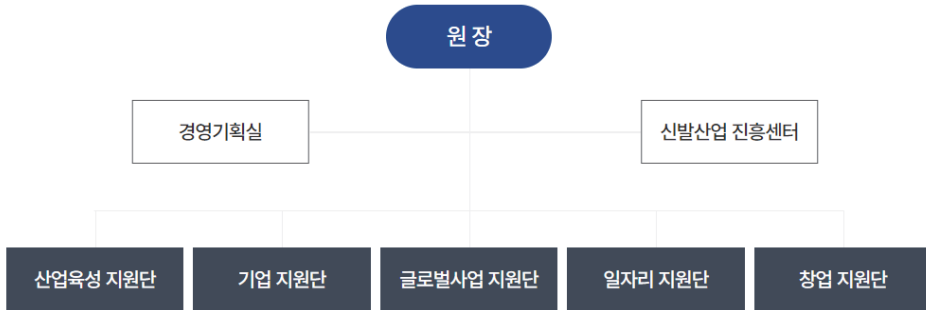 원 장
경영기획실
신발산업 진흥센터
산업육성 지원단
기업 지원단
글로벌사업 지원단
일자리 지원단
창업 지원단